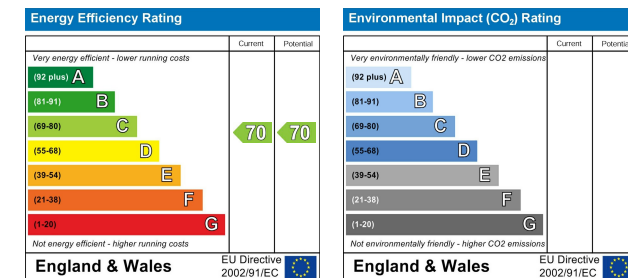 Energy Efficiency Rating
Current Potential
Very energy efficient - lower running costs
(92 plus) A
(81-91) B
(69-80) C
70 70
(55-68) D
(39-54) E
(21-38) F
(1-20) G
Not energy efficient - higher running costs
England & Wales
EU Directive
2002/91/EC
Environmental Impact (CO2) Rating
Current Potentia
Very environmentally friendly - lower CO2 emissions
(92 plus) A
(81-91) B
(69-80) C
(55-68) D
(39-54) E
(21-38) F
(1-20) G
Not environmentally friendly - higher CO2 emissions
England & Wales
EU Directive
2002/91/EC